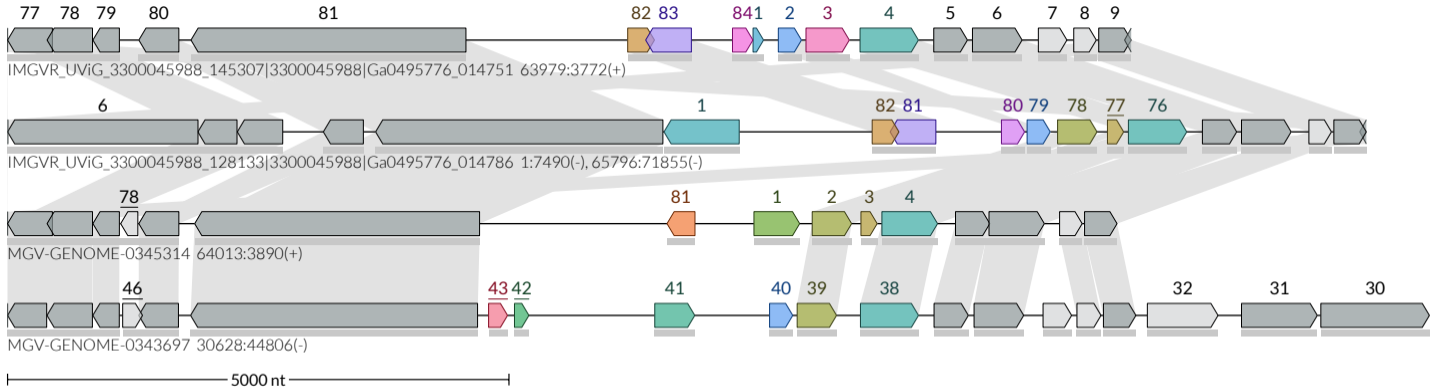 77 78 79 80 81 82 83 84 1 2 3 4 5 6 7 8 9
IMGVR_UViG_3300045988_145307|3300045988|Ga0495776_014751 63979:3772(+)
6 1 82 81 80 79 78 77 76
IMGVR_UViG_3300045988_128133|3300045988|Ga0495776_014786 1:7490(-), 65796:71855(-)
78 81 1 2 3 4
MGV-GENOME-0345314 64013:3890(+)
46 43 42 41 40 39 38 32 31 30
MGV-GENOME-0343697 30628:44806(-)
5000 nt